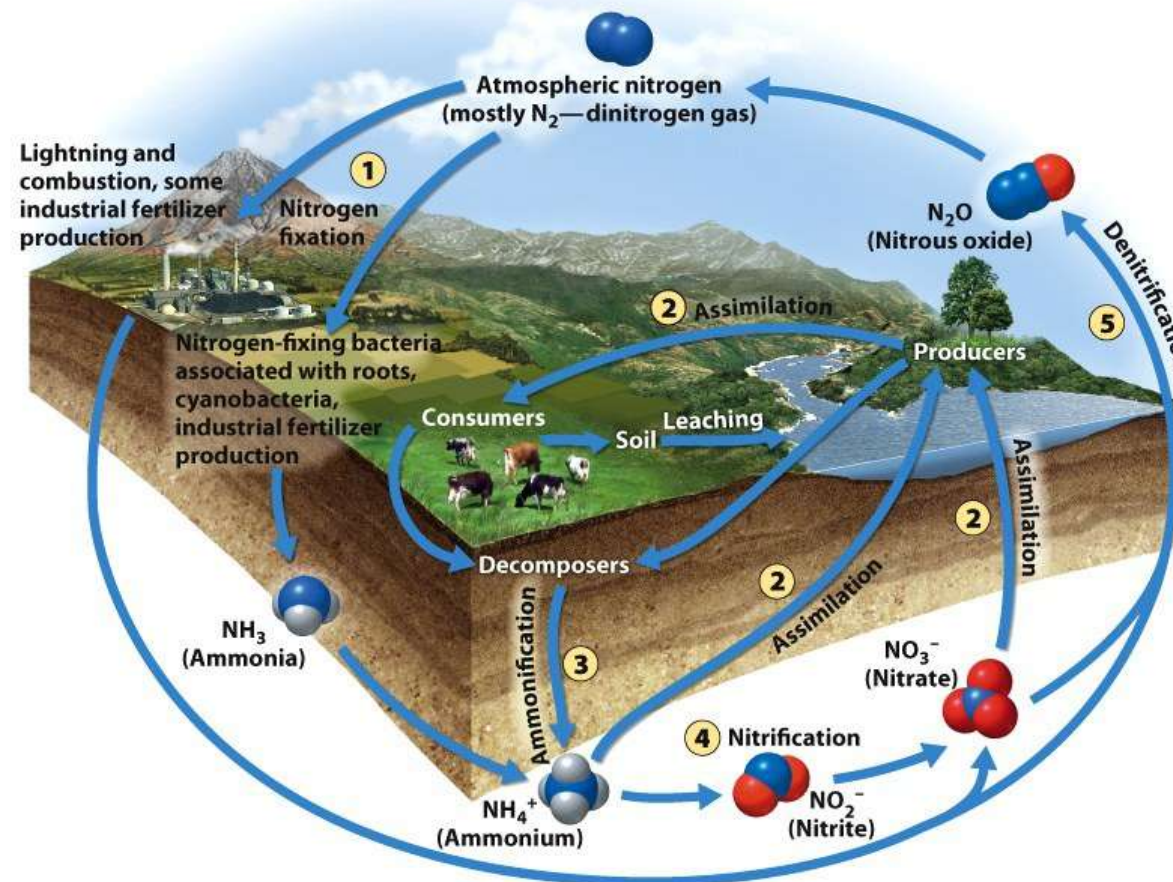 Atmospheric nitrogen
(mostly N₂—dinitrogen gas)
Lightning and
combustion, some
industrial fertilizer
production
1
Nitrogen
fixation
N₂O
(Nitrous oxide)
Denitrification
5
2 Assimilation
Producers
Nitrogen-fixing bacteria
associated with roots,
cyanobacteria,
industrial fertilizer
production
Consumers
Soil
Leaching
Assimilation
2
Decomposers
2
Assimilation
NH₃
(Ammonia)
Ammonification
3
NO₃⁻
(Nitrate)
4 Nitrification
NH₄⁺
(Ammonium)
NO₂⁻
(Nitrite)